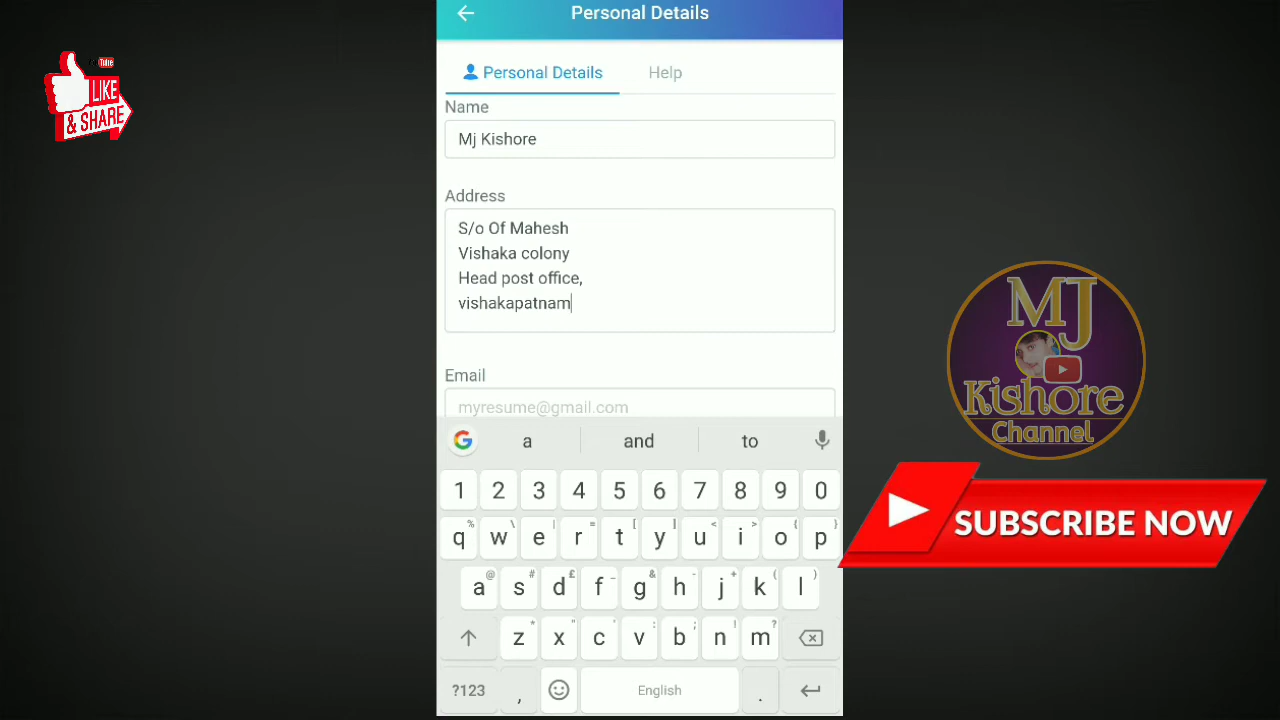 Personal Details
Personal Details Help
Name
Mj Kishore
Address
S/o Of Mahesh
Vishaka colony
Head post office,
vishakapatnam
Email
myresume@gmail.com
G a and to
1 2 3 4 5 6 7 8 9 0
% \ | = [ ] < > { }
q w e r t y u i o p
@ # £ _ & - + ( )
a s d f g h j k l
* " ' : ; ! ?
z x c v b n m
?123 , English .
LIKE
& SHARE
MJ
Kishore
Channel
SUBSCRIBE NOW